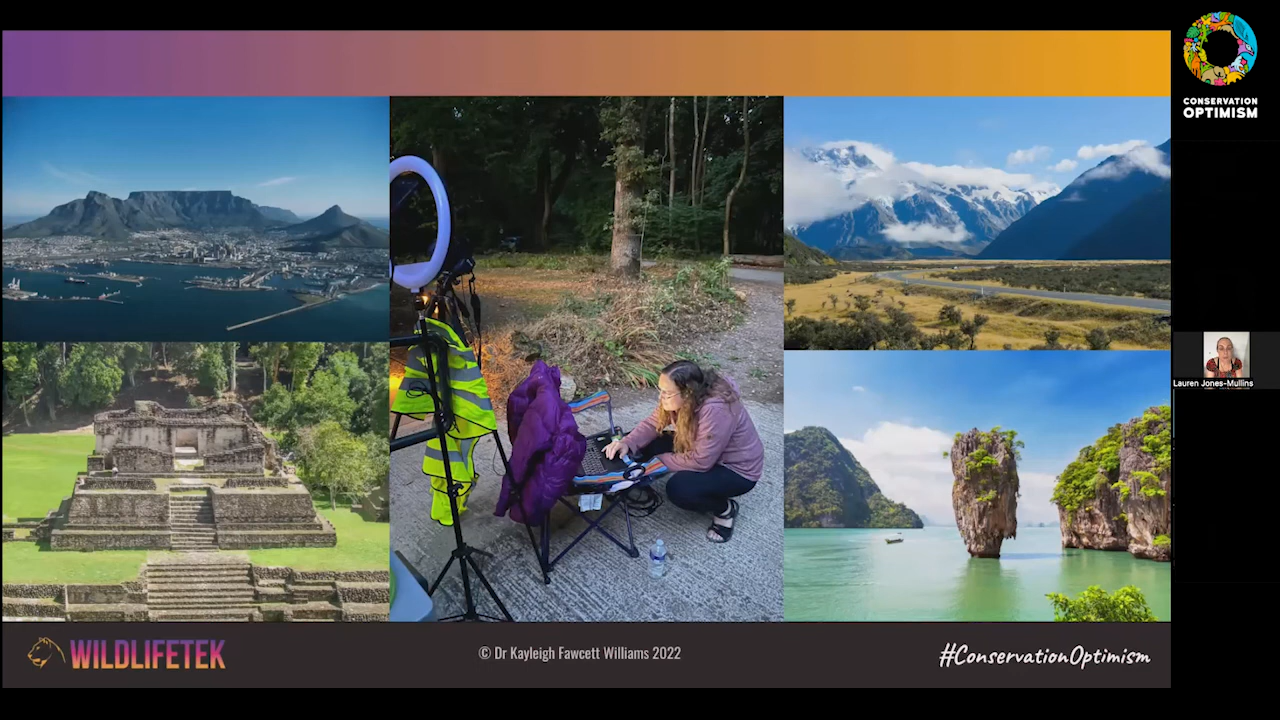 CONSERVATION
OPTIMISM
Lauren Jones-Mullins
WILDLIFETEK
© Dr Kayleigh Fawcett Williams 2022
#ConservationOptimism